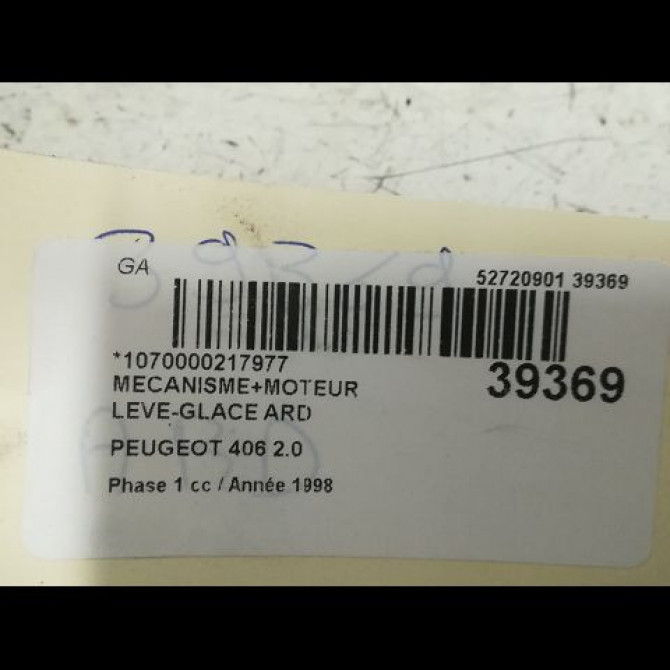 GA
52720901 39369
*1070000217977
39369
MECANISME+MOTEUR
LEVE-GLACE ARD
PEUGEOT 406 2.0
Phase 1 cc / Année 1998
ARD